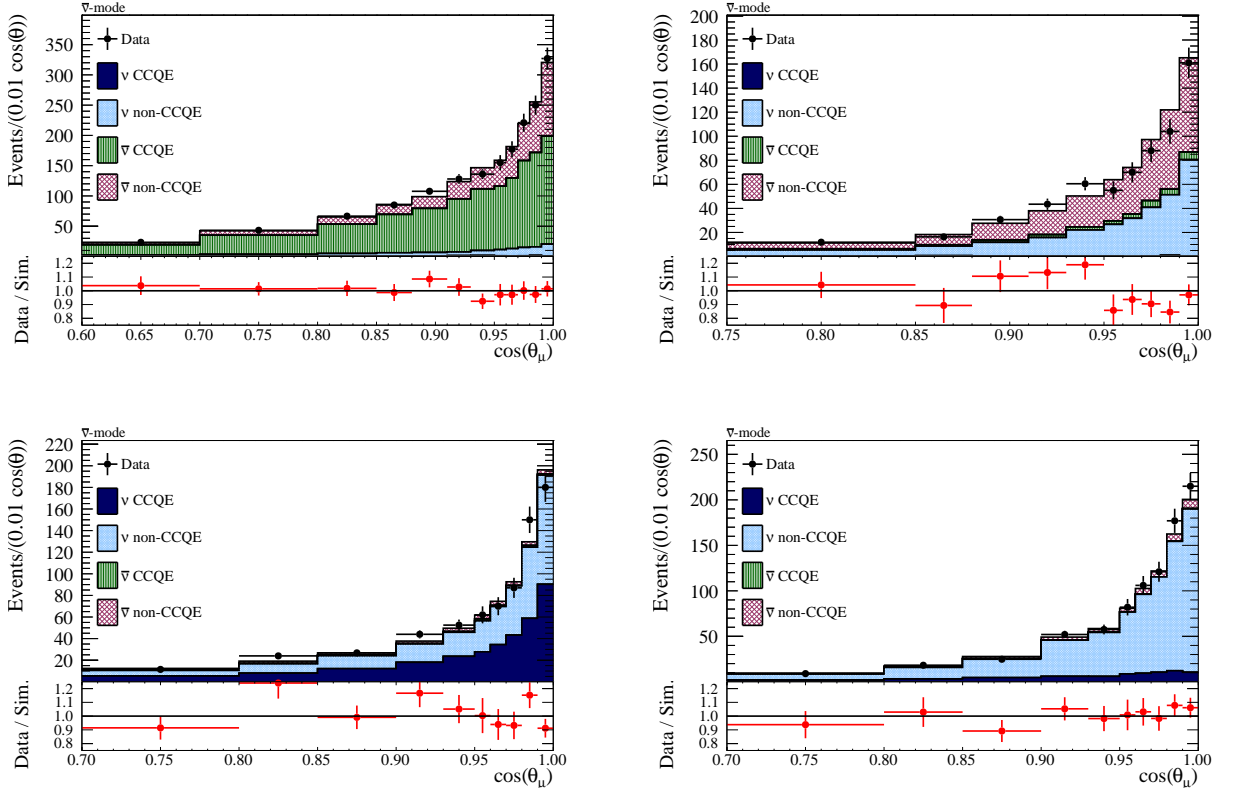 ν̅-mode
Events/(0.01 cos(θ))
350
300
250
200
150
100
50
Data
ν CCQE
ν non-CCQE
ν̅ CCQE
ν̅ non-CCQE
Data / Sim.
1.2
1.1
1.0
0.9
0.8
0.60 0.65 0.70 0.75 0.80 0.85 0.90 0.95 1.00
cos(θμ)
ν̅-mode
Events/(0.01 cos(θ))
200
180
160
140
120
100
80
60
40
20
Data
ν CCQE
ν non-CCQE
ν̅ CCQE
ν̅ non-CCQE
Data / Sim.
1.2
1.1
1.0
0.9
0.8
0.75 0.80 0.85 0.90 0.95 1.00
cos(θμ)
ν̅-mode
Events/(0.01 cos(θ))
220
200
180
160
140
120
100
80
60
40
20
Data
ν CCQE
ν non-CCQE
ν̅ CCQE
ν̅ non-CCQE
Data / Sim.
1.2
1.1
1.0
0.9
0.8
0.70 0.75 0.80 0.85 0.90 0.95 1.00
cos(θμ)
ν̅-mode
Events/(0.01 cos(θ))
250
200
150
100
50
Data
ν CCQE
ν non-CCQE
ν̅ CCQE
ν̅ non-CCQE
Data / Sim.
1.2
1.1
1.0
0.9
0.8
0.70 0.75 0.80 0.85 0.90 0.95 1.00
cos(θμ)